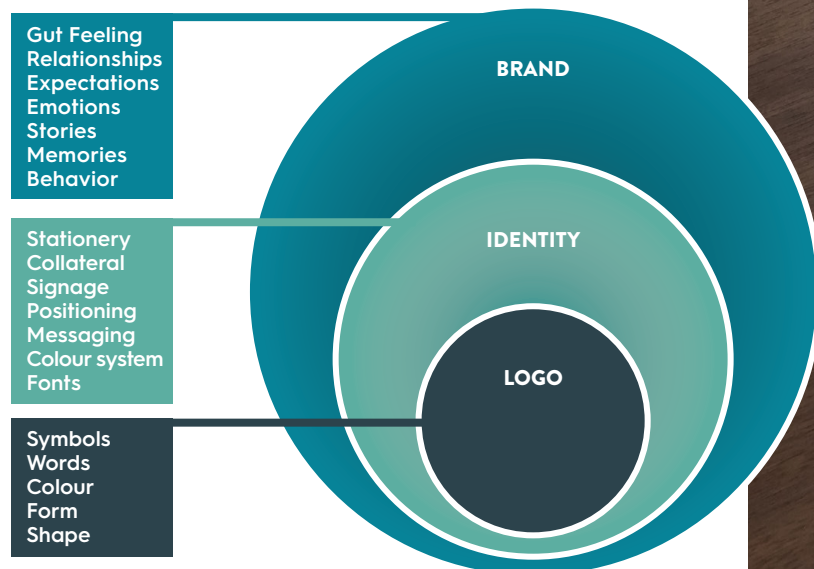 Gut Feeling
Relationships
Expectations
Emotions
Stories
Memories
Behavior
BRAND
Stationery
Collateral
Signage
Positioning
Messaging
Colour system
Fonts
IDENTITY
Symbols
Words
Colour
Form
Shape
LOGO